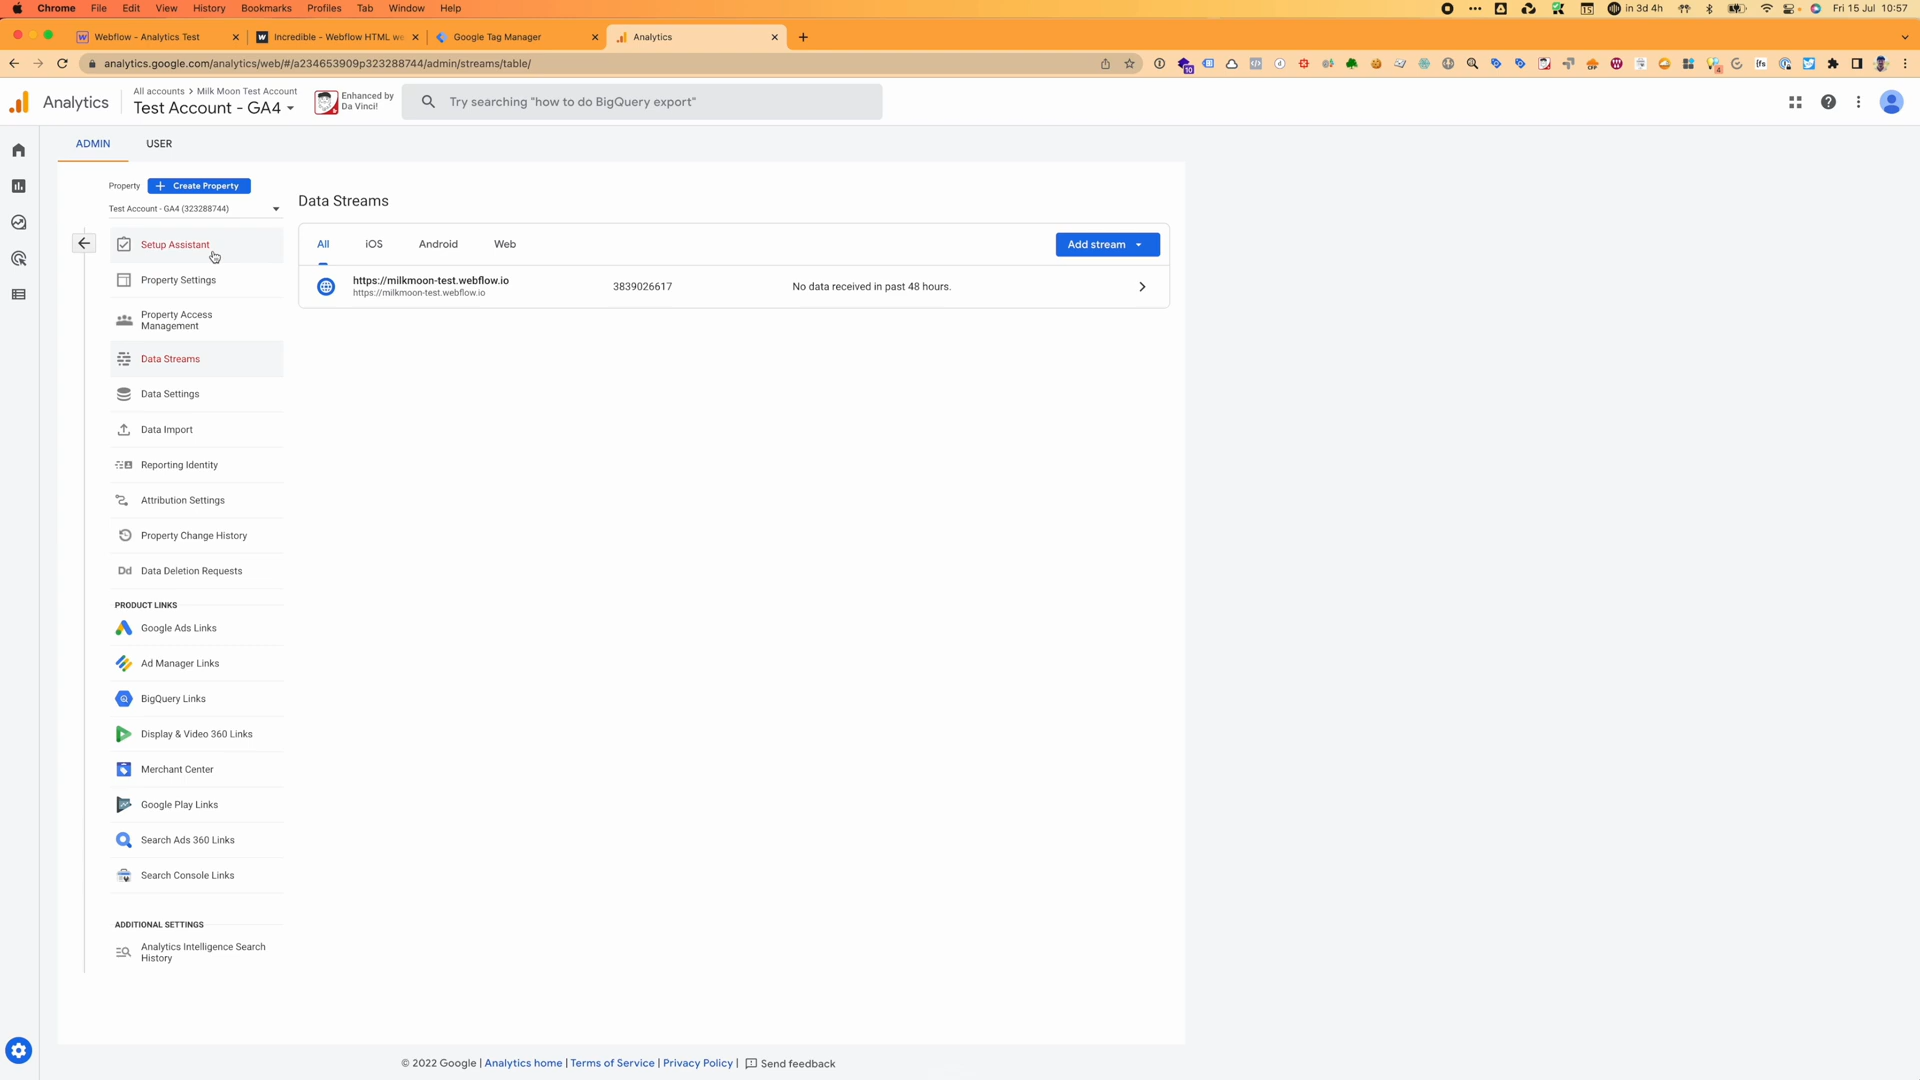 Chrome File Edit View History Bookmarks Profiles Tab Window Help
in 3d 4h Fri 15 Jul 10:57
Webflow - Analytics Test
Incredible - Webflow HTML we
Google Tag Manager
Analytics
analytics.google.com/analytics/web/#/a234653909p323288744/admin/streams/table/
Analytics
All accounts > Milk Moon Test Account
Test Account - GA4
Enhanced by
Da Vinci!
Try searching "how to do BigQuery export"
ADMIN USER
Property + Create Property
Test Account - GA4 (323288744)
Setup Assistant
Property Settings
Property Access
Management
Data Streams
Data Settings
Data Import
Reporting Identity
Attribution Settings
Property Change History
Dd Data Deletion Requests
PRODUCT LINKS
Google Ads Links
Ad Manager Links
BigQuery Links
Display & Video 360 Links
Merchant Center
Google Play Links
Search Ads 360 Links
Search Console Links
ADDITIONAL SETTINGS
Analytics Intelligence Search
History
Data Streams
All iOS Android Web
Add stream
https://milkmoon-test.webflow.io
https://milkmoon-test.webflow.io
3839026617
No data received in past 48 hours.
© 2022 Google | Analytics home | Terms of Service | Privacy Policy | Send feedback